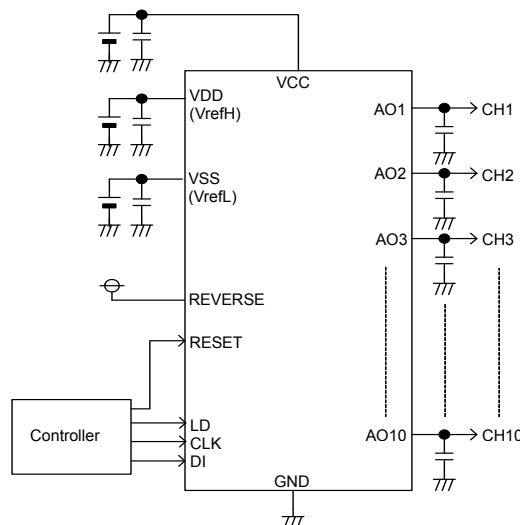 VCC
VDD
(VrefH)
AO1
CH1
VSS
(VrefL)
AO2
CH2
AO3
CH3
REVERSE
RESET
Controller
LD
CLK
DI
AO10
CH10
GND